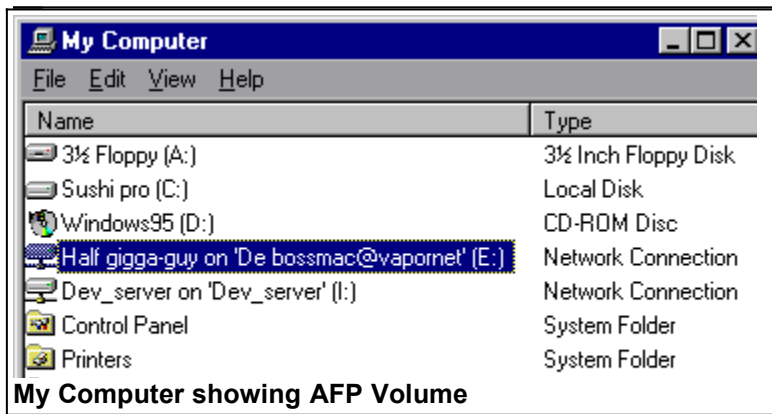 My Computer
File Edit View Help
Name Type
3½ Floppy (A:) 3½ Inch Floppy Disk
Sushi pro (C:) Local Disk
Windows95 (D:) CD-ROM Disc
Half gigga-guy on 'De bossmac@vapornet' (E:) Network Connection
Dev_server on 'Dev_server' (I:) Network Connection
Control Panel System Folder
Printers System Folder
My Computer showing AFP Volume